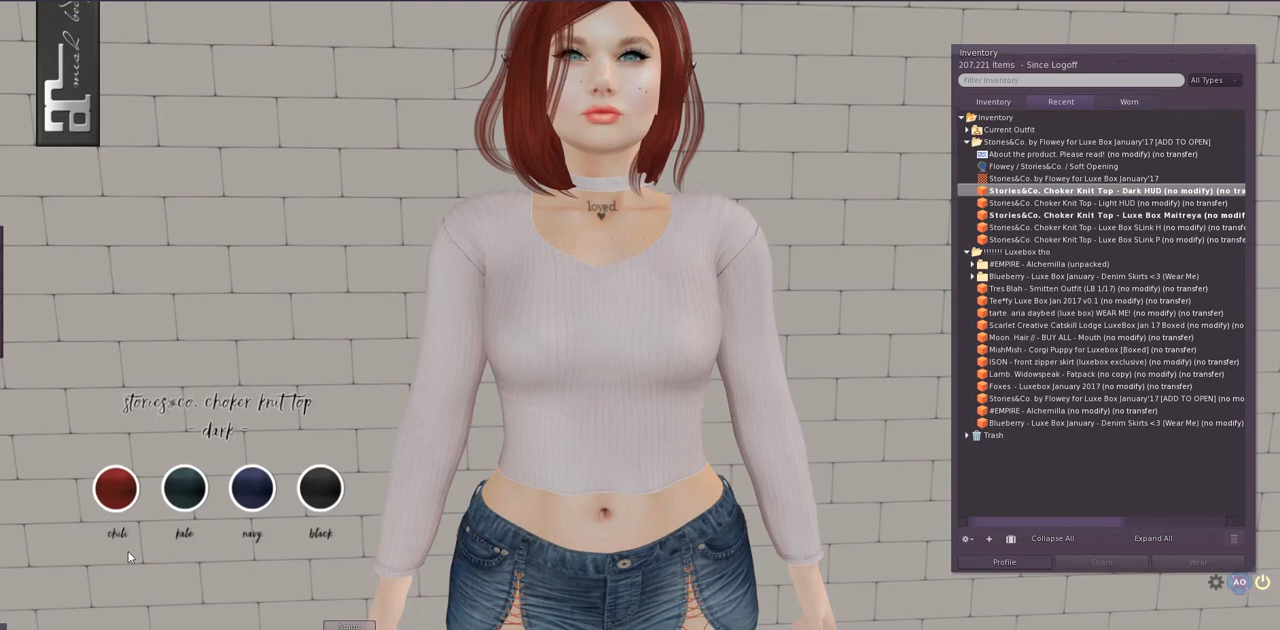 mesh bo
Inventory
207,221 Items - Since Logoff
Filter Inventory
All Types
Inventory Recent Worn
Inventory
Current Outfit
Stories&Co. by Flowey for Luxe Box January'17 [ADD TO OPEN]
About the product. Please read! (no modify) (no transfer)
Flowey / Stories&Co. / Soft Opening
Stories&Co. by Flowey for Luxe Box January'17
Stories&Co. Choker Knit Top - Dark HUD (no modify) (no tra
Stories&Co. Choker Knit Top - Light HUD (no modify) (no transfer)
Stories&Co. Choker Knit Top - Luxe Box Maitreya (no modif
Stories&Co. Choker Knit Top - Luxe Box SLink H (no modify) (no transfe
Stories&Co. Choker Knit Top - Luxe Box SLink P (no modify) (no transfe
!!!!!!! Luxebox tho
#EMPIRE - Alchemilla (unpacked)
Blueberry - Luxe Box January - Denim Skirts <3 (Wear Me)
Tres Blah - Smitten Outfit (LB 1/17) (no modify) (no transfer)
Tee*fy Luxe Box Jan 2017 v0.1 (no modify) (no transfer)
tarte. aria daybed (luxe box) WEAR ME! (no modify) (no transfer)
Scarlet Creative Catskill Lodge LuxeBox Jan 17 Boxed (no modify) (no
Moon. Hair // - BUY ALL - Mouth (no modify) (no transfer)
MishMish - Corgi Puppy for Luxebox [Boxed] (no transfer)
ISON - front zipper skirt (luxebox exclusive) (no modify) (no transfer)
Lamb. Widowspeak - Fatpack (no copy) (no modify) (no transfer)
Foxes - Luxebox January 2017 (no modify) (no transfer)
Stories&Co. by Flowey for Luxe Box January'17 [ADD TO OPEN] (no mo
#EMPIRE - Alchemilla (no modify) (no transfer)
Blueberry - Luxe Box January - Denim Skirts <3 (Wear Me) (no modify)
Trash
Collapse All Expand All
Profile Share Wear
AO
loved
stories&co. choker knit top
- dark -
chili kale navy black
Stand